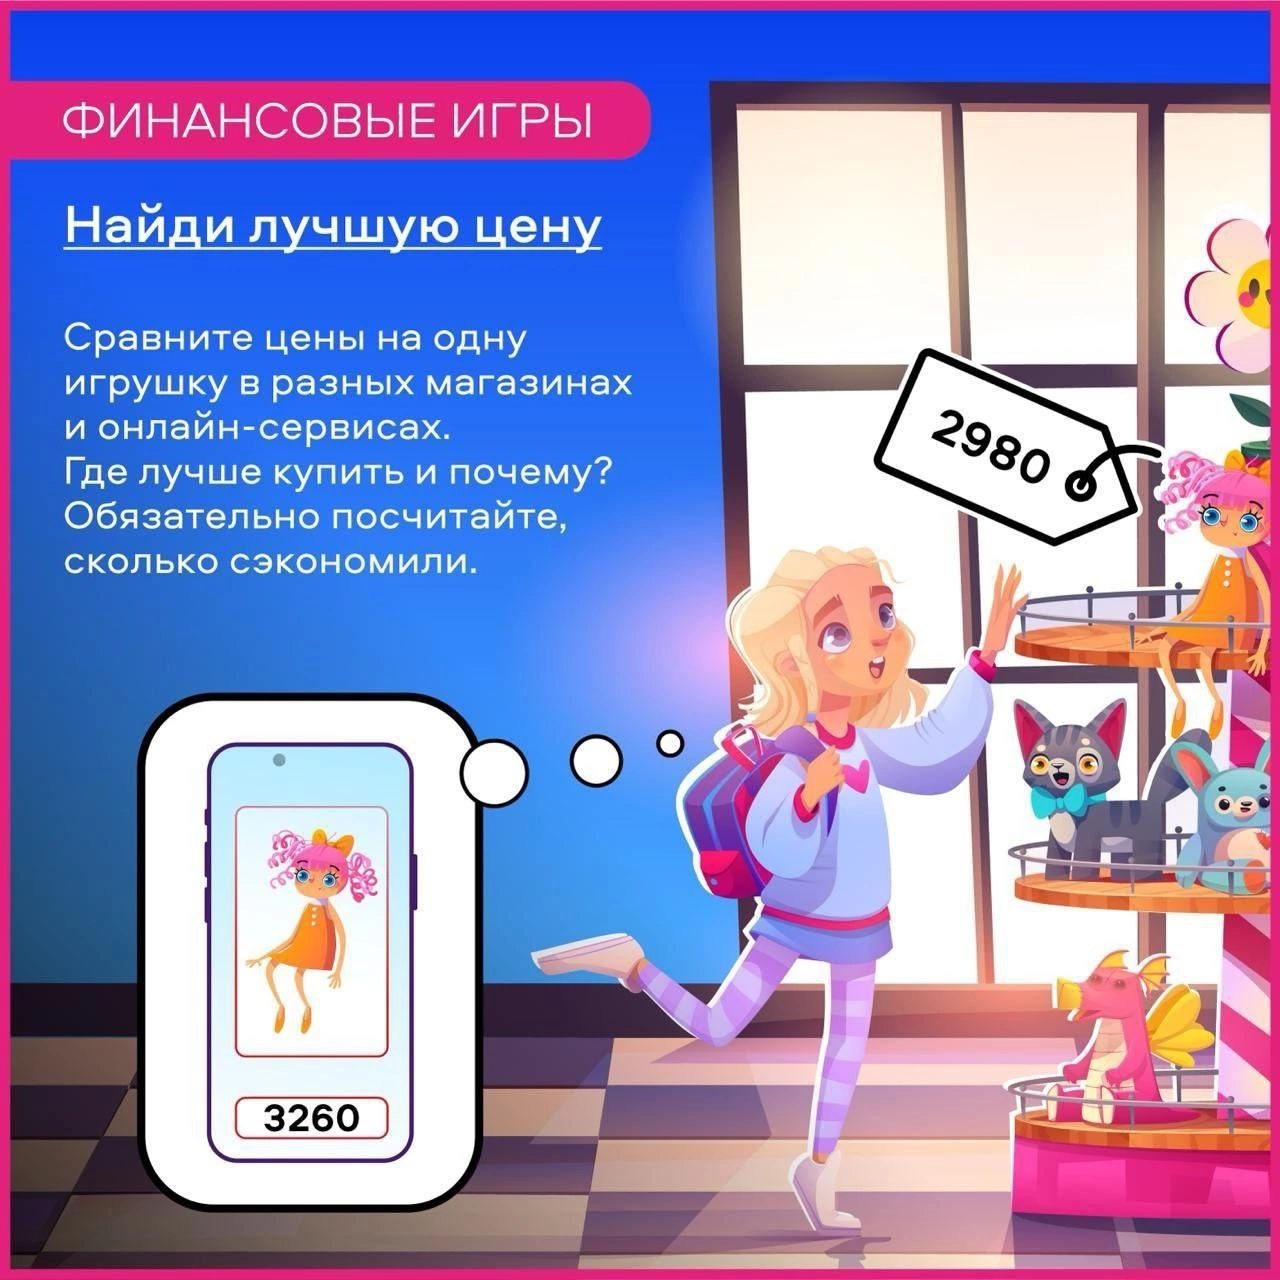 ФИНАНСОВЫЕ ИГРЫ
Найди лучшую цену
Сравните цены на одну
игрушку в разных магазинах
и онлайн-сервисах.
Где лучше купить и почему?
Обязательно посчитайте,
сколько сэкономили.
2980
3260